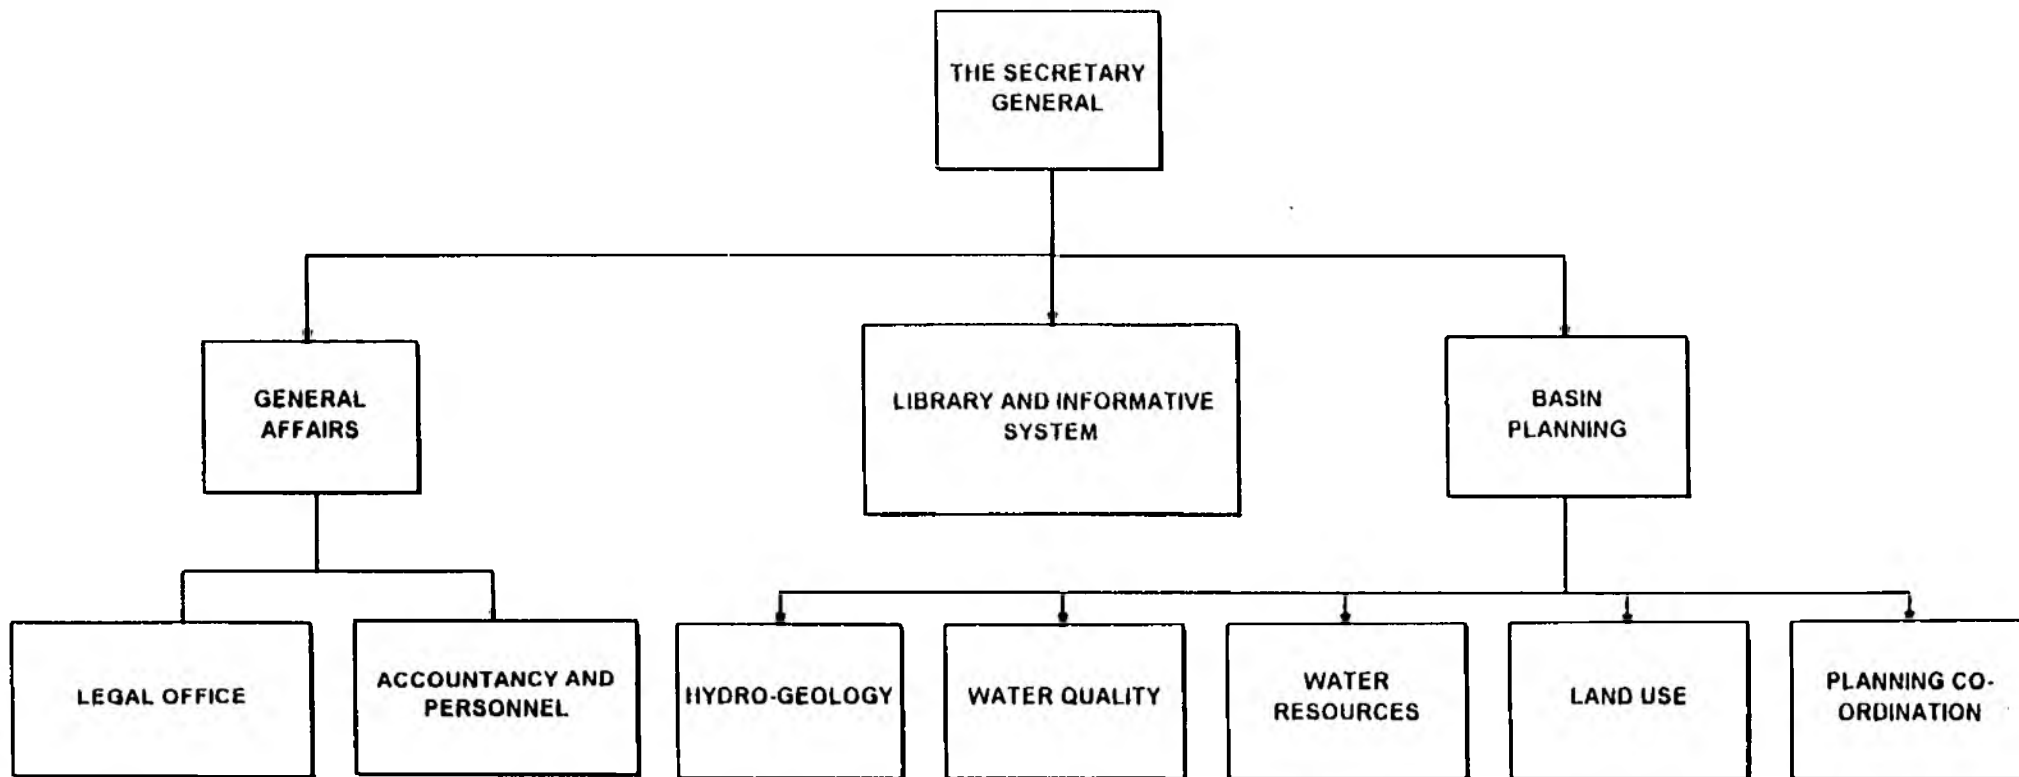 THE SECRETARY
GENERAL
GENERAL
AFFAIRS
LIBRARY AND INFORMATIVE
SYSTEM
BASIN
PLANNING
LEGAL OFFICE
ACCOUNTANCY AND
PERSONNEL
HYDRO-GEOLOGY
WATER QUALITY
WATER
RESOURCES
LAND USE
PLANNING CO-
ORDINATION